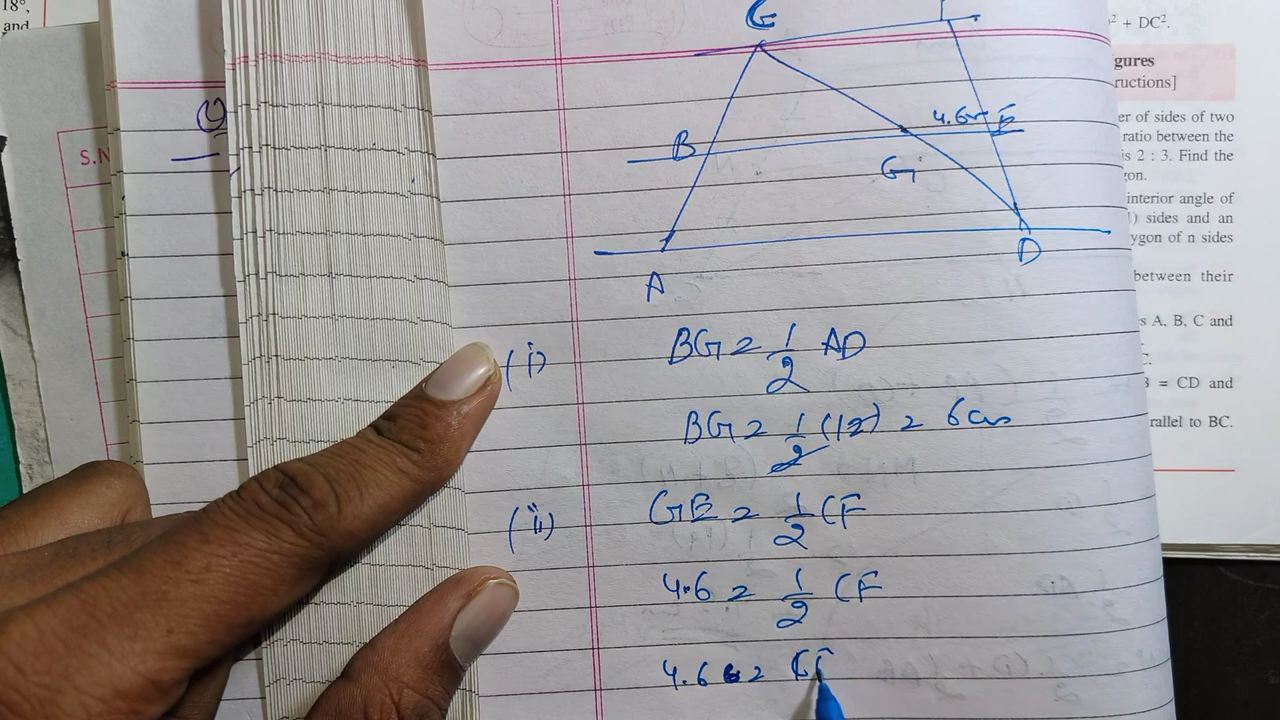 18°,
and
Q
S.N
C
F
B
4.6
E
G
A
D
(i) BG = 1/2 AD
BG = 1/2 (12) = 6cm
(ii) GE = 1/2 CF
4.6 = 1/2 CF
4.6 = CF
² + DC².
gures
ructions]
er of sides of two
ratio between the
is 2 : 3. Find the
gon.
interior angle of
) sides and an
ygon of n sides
between their
s A, B, C and
C.
B = CD and
rallel to BC.